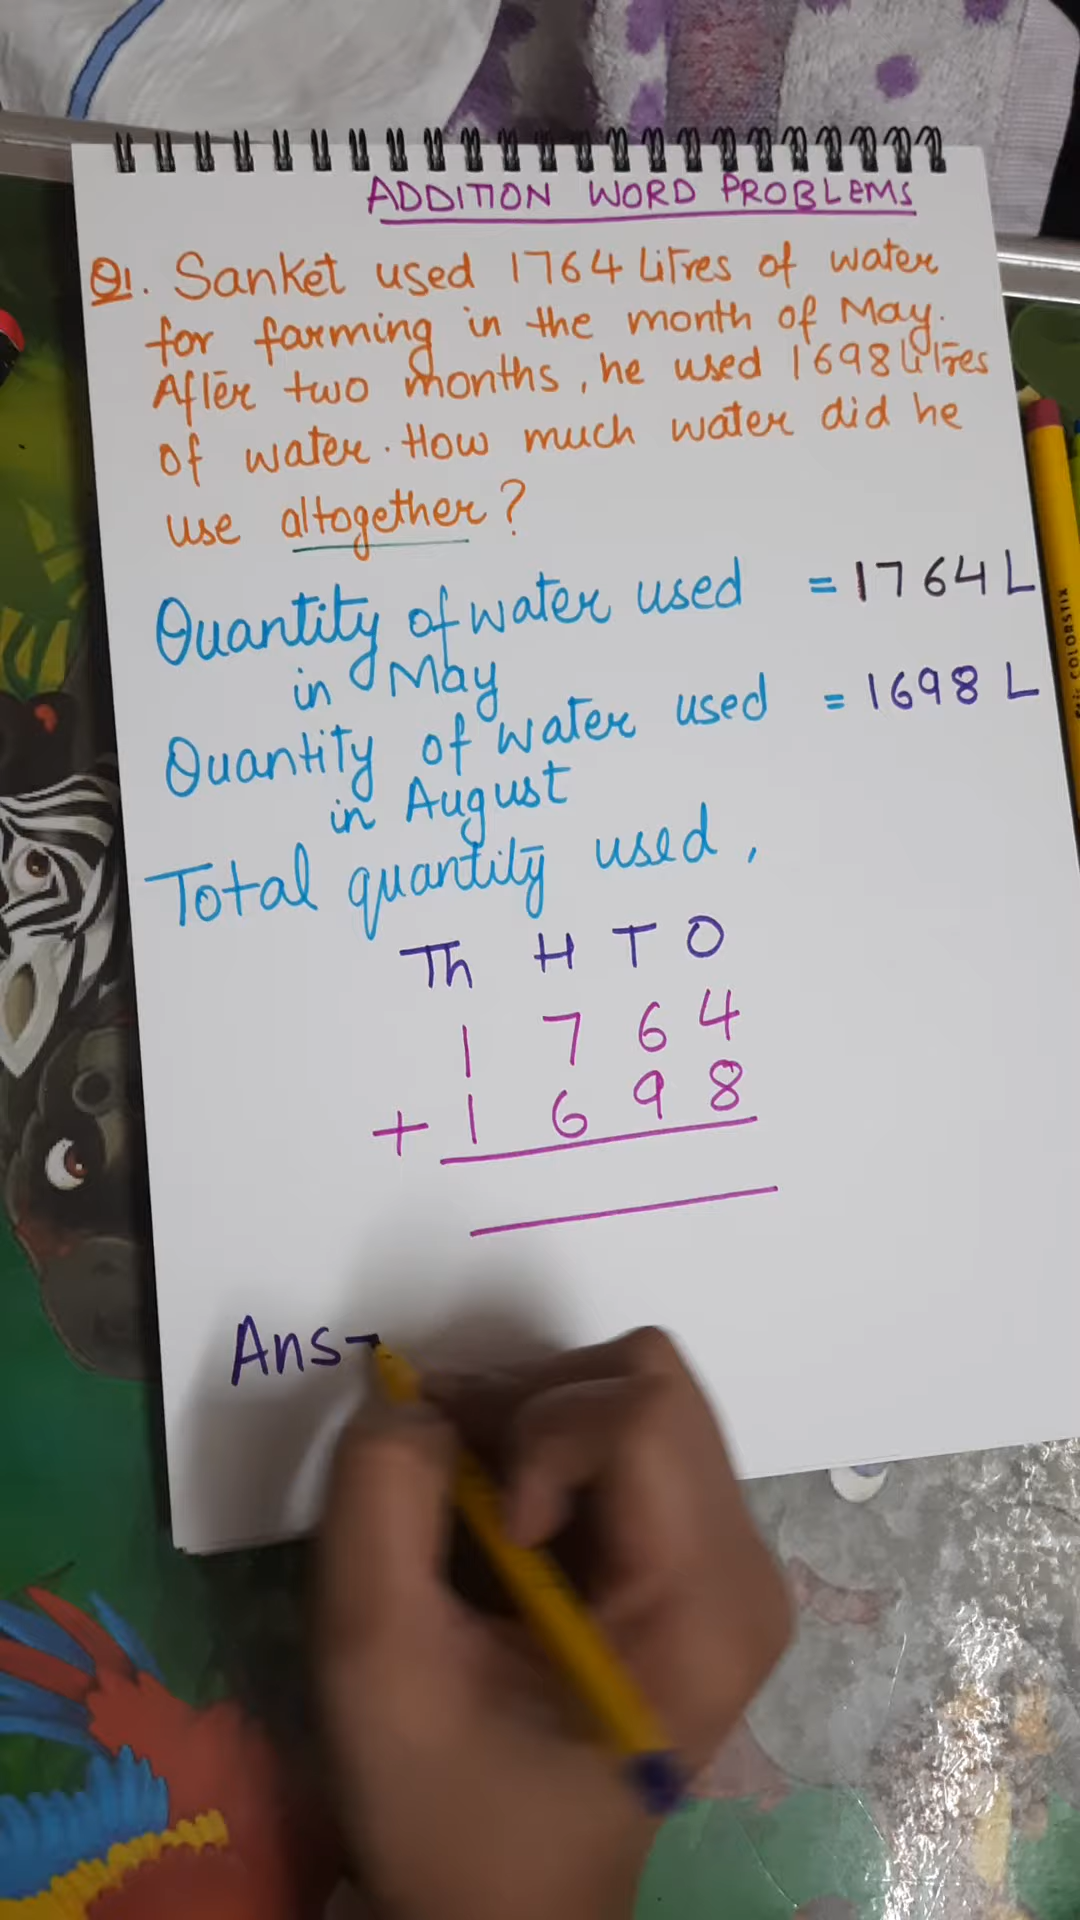 ADDITION WORD PROBLEMS
Q1. Sanket used 1764 Litres of water
for farming in the month of May.
After two months, he used 1698 Litres
of water. How much water did he
use altogether?
Quantity of water used = 1764 L
in May
Quantity of water used = 1698 L
in August
Total quantity used,
Th H T O
1 7 6 4
+ 1 6 9 8
Ans-
COLORSTIX